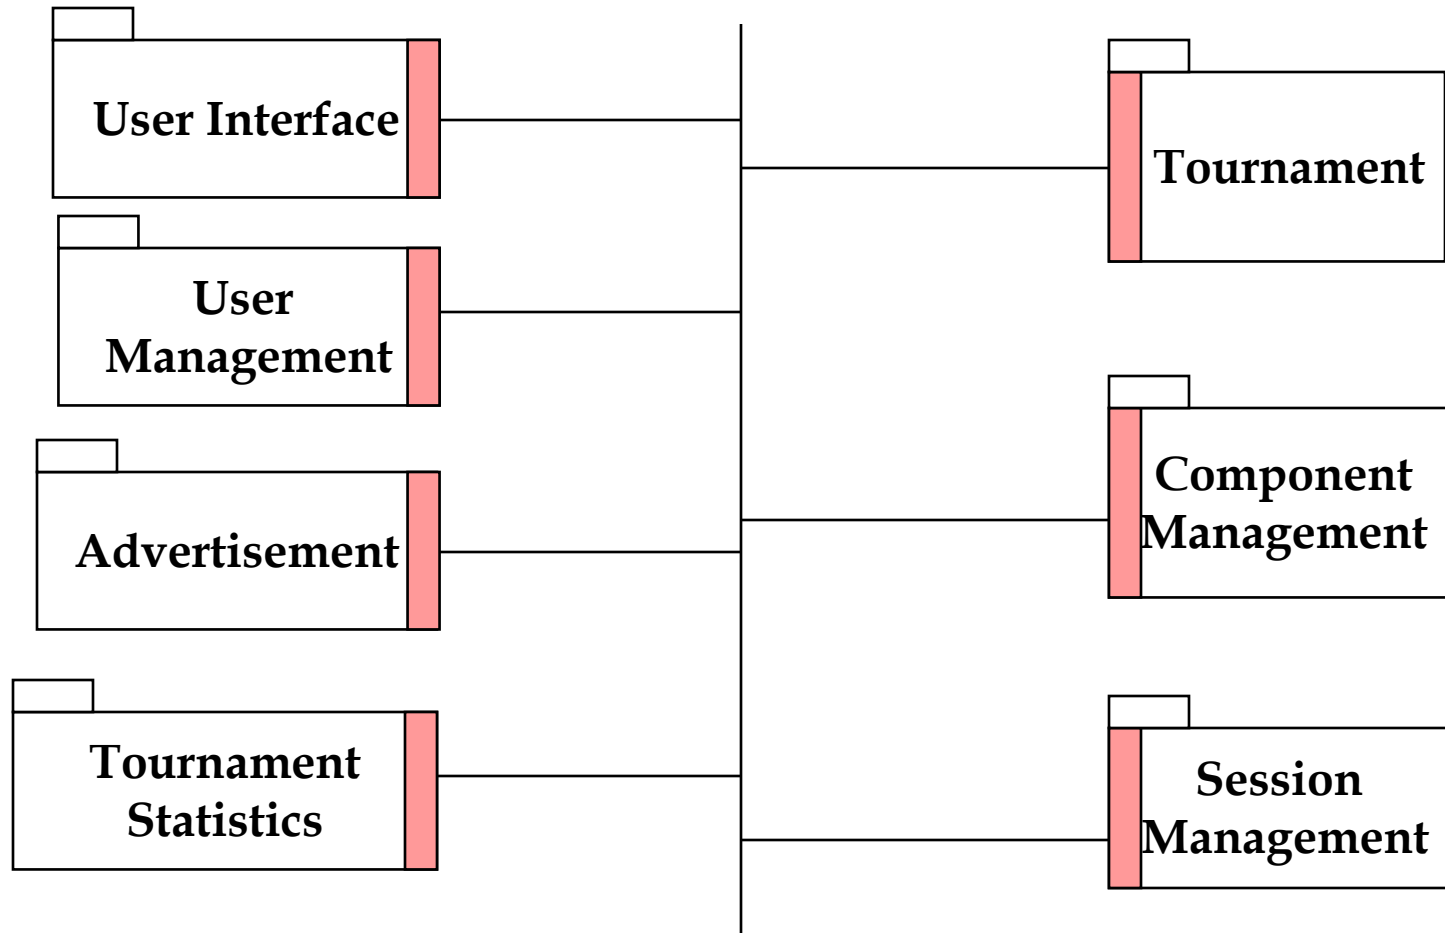 User Interface
User
Management
Advertisement
Tournament
Statistics
Tournament
Component
Management
Session
Management